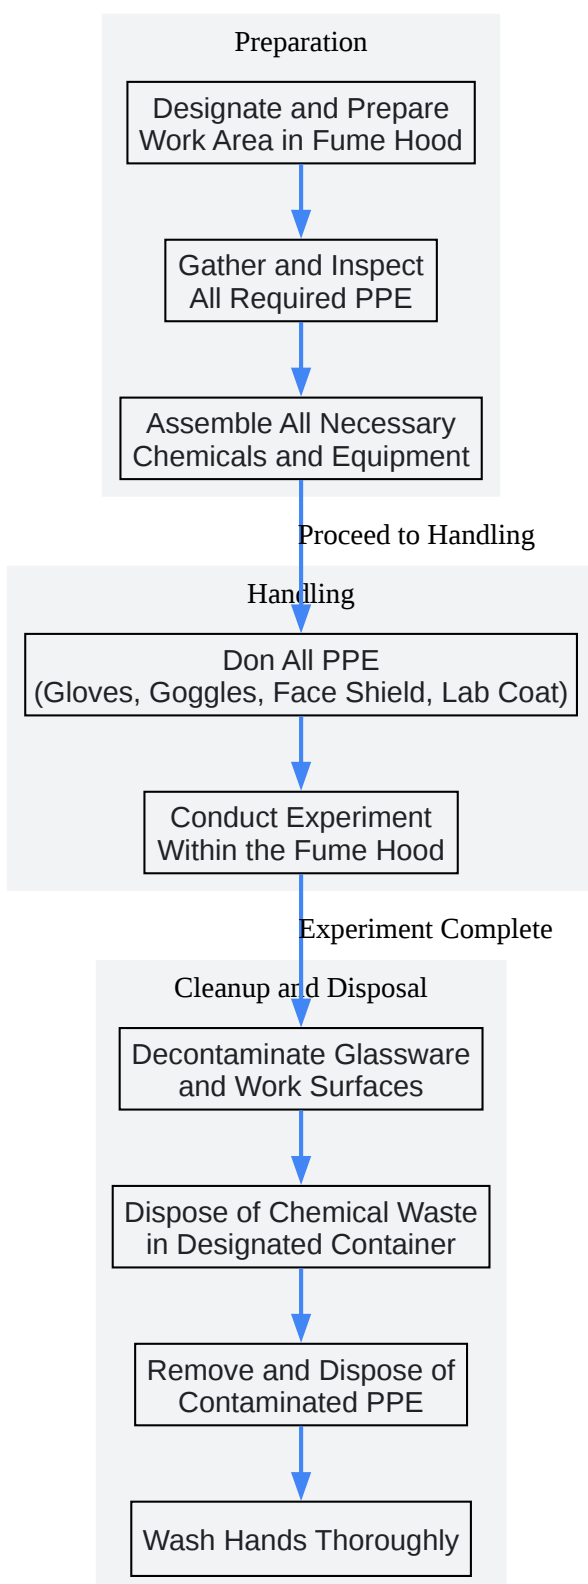 Preparation
Designate and Prepare
Work Area in Fume Hood
Gather and Inspect
All Required PPE
Assemble All Necessary
Chemicals and Equipment
Proceed to Handling
Handling
Don All PPE
(Gloves, Goggles, Face Shield, Lab Coat)
Conduct Experiment
Within the Fume Hood
Experiment Complete
Cleanup and Disposal
Decontaminate Glassware
and Work Surfaces
Dispose of Chemical Waste
in Designated Container
Remove and Dispose of
Contaminated PPE
Wash Hands Thoroughly